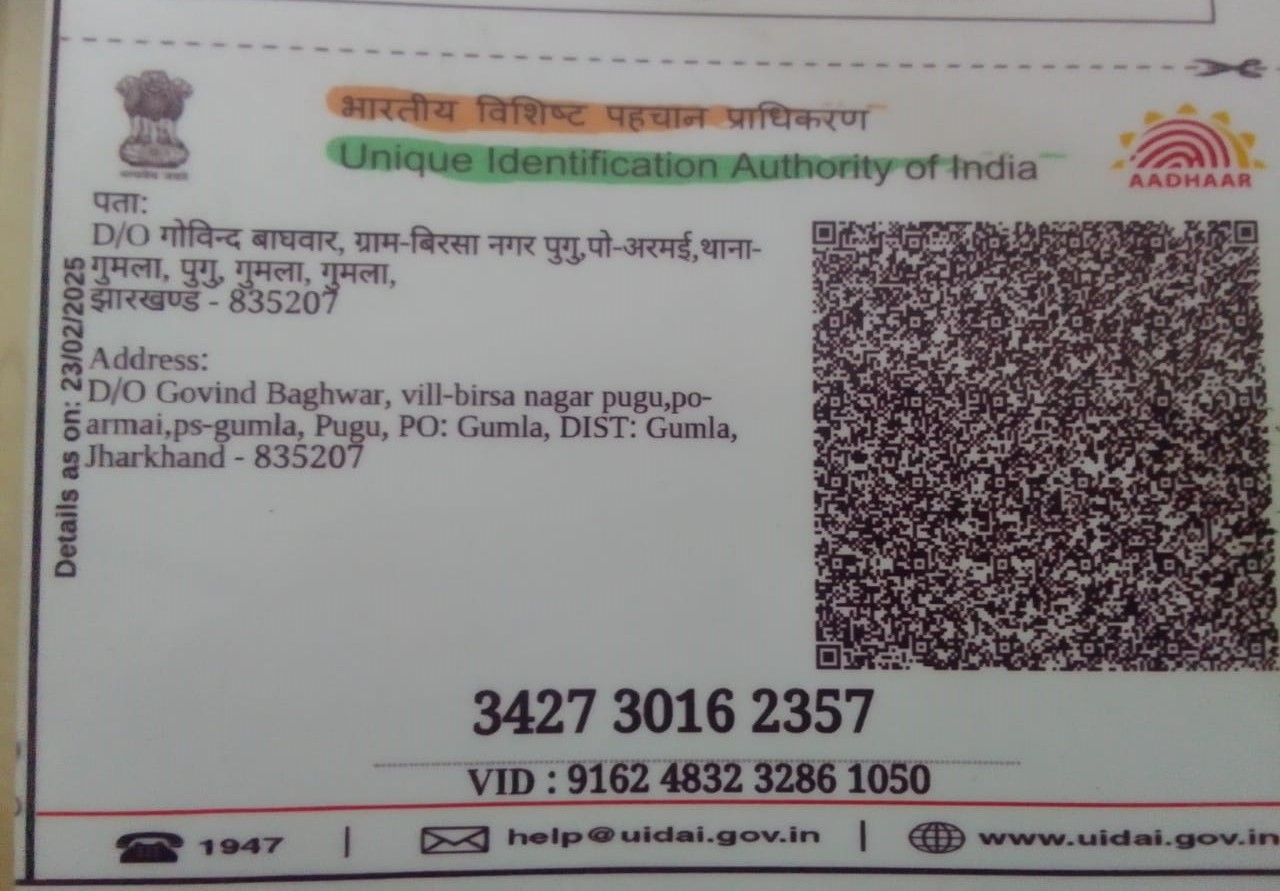 भारतीय विशिष्ट पहचान प्राधिकरण
Unique Identification Authority of India
AADHAAR
पता:
D/O गोविन्द बाघवार, ग्राम-बिरसा नगर पुगु,पो-अरमई,थाना-
गुमला, पुगु, गुमला, गुमला,
झारखण्ड - 835207
Address:
D/O Govind Baghwar, vill-birsa nagar pugu,po-
armai,ps-gumla, Pugu, PO: Gumla, DIST: Gumla,
Jharkhand - 835207
Details as on: 23/02/2025
3427 3016 2357
VID : 9162 4832 3286 1050
1947 | help@uidai.gov.in | www.uidai.gov.in